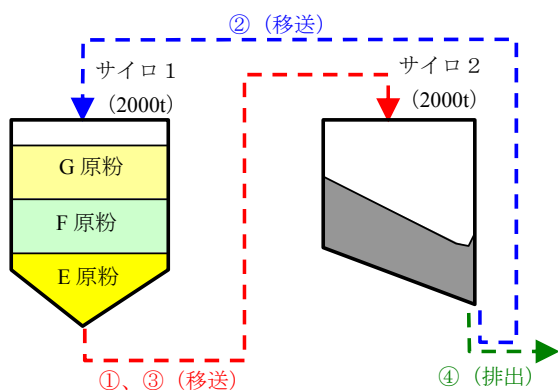 ②（移送）
サイロ１
（2000t）
サイロ２
（2000t）
G 原粉
F 原粉
E 原粉
①、③（移送）
④（排出）